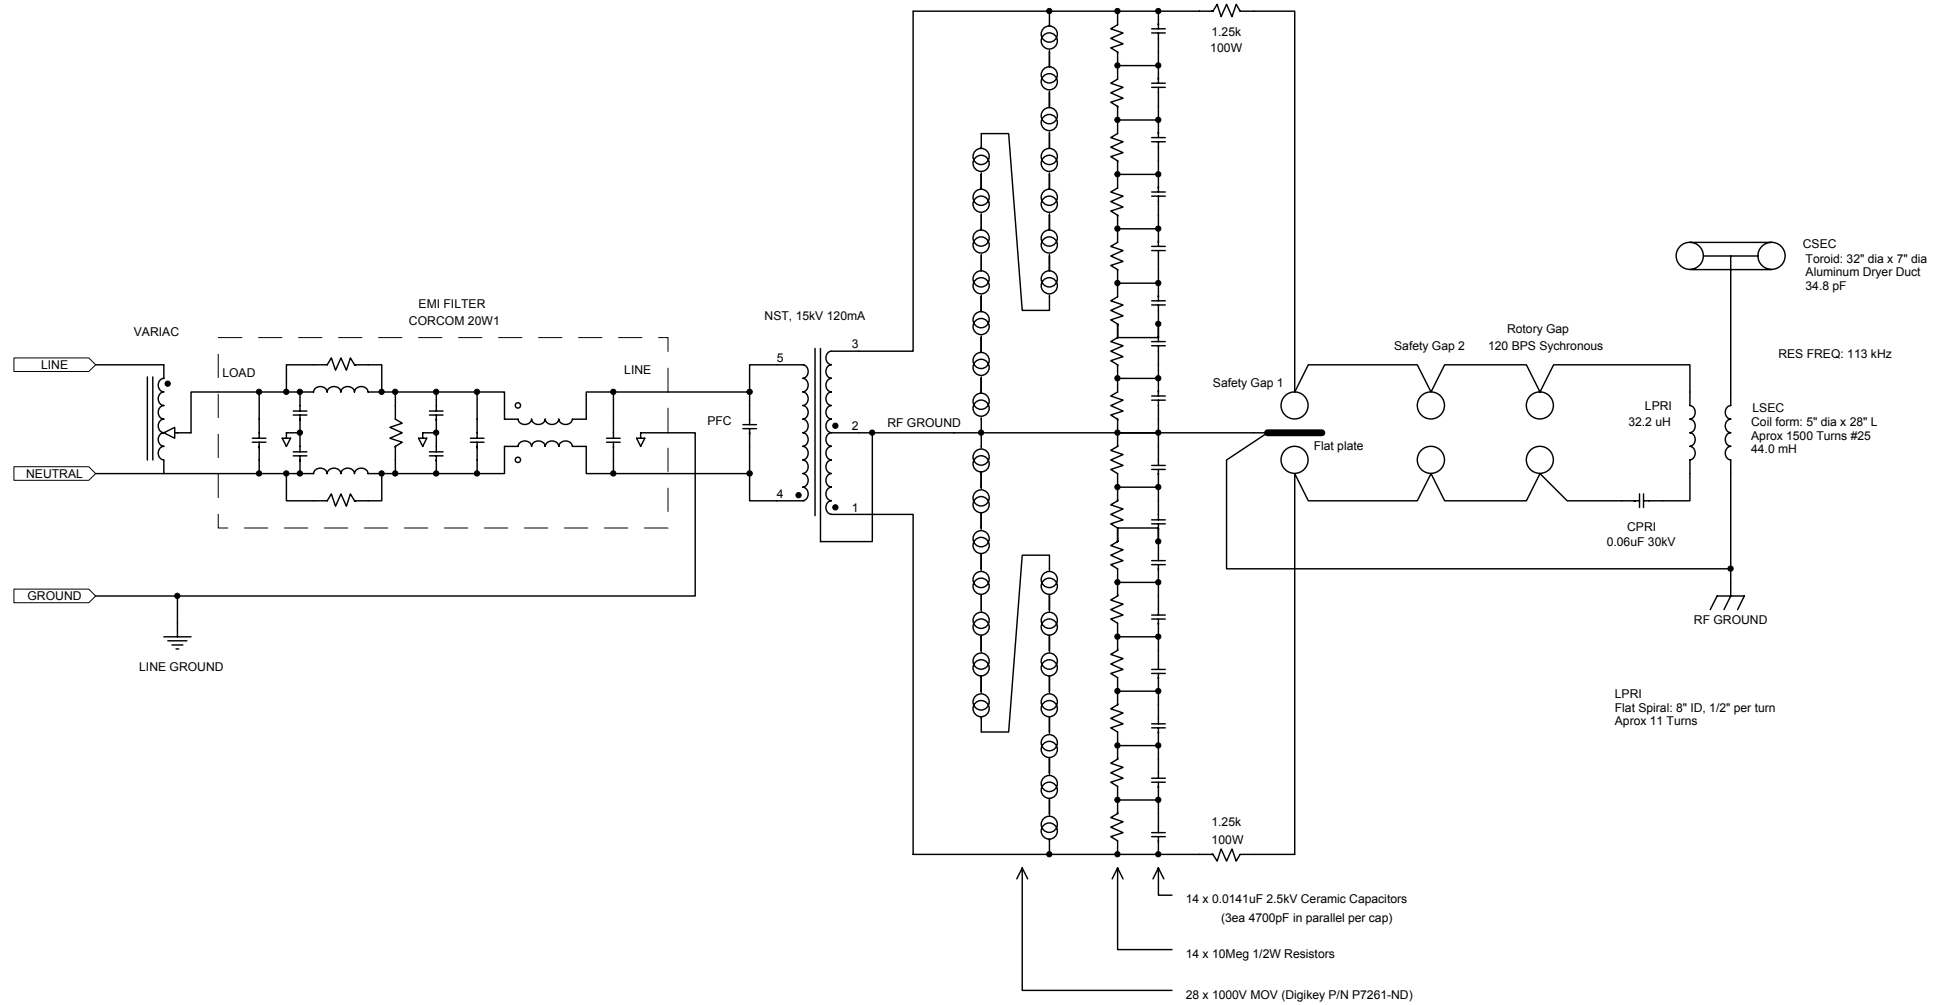 1.25k
100W
CSEC
Toroid: 32" dia x 7" dia
Aluminum Dryer Duct
34.8 pF
EMI FILTER
CORCOM 20W1
NST, 15kV 120mA
VARIAC
Rotory Gap
120 BPS Sychronous
Safety Gap 2
RES FREQ: 113 kHz
LINE
LOAD
LINE
5
3
Safety Gap 1
LPRI
32.2 uH
LSEC
Coil form: 5" dia x 28" L
Aprox 1500 Turns #25
44.0 mH
PFC
2
RF GROUND
Flat plate
NEUTRAL
4
1
CPRI
0.06uF 30kV
GROUND
RF GROUND
LINE GROUND
LPRI
Flat Spiral: 8" ID, 1/2" per turn
Aprox 11 Turns
1.25k
100W
14 x 0.0141uF 2.5kV Ceramic Capacitors
(3ea 4700pF in parallel per cap)
14 x 10Meg 1/2W Resistors
28 x 1000V MOV (Digikey P/N P7261-ND)